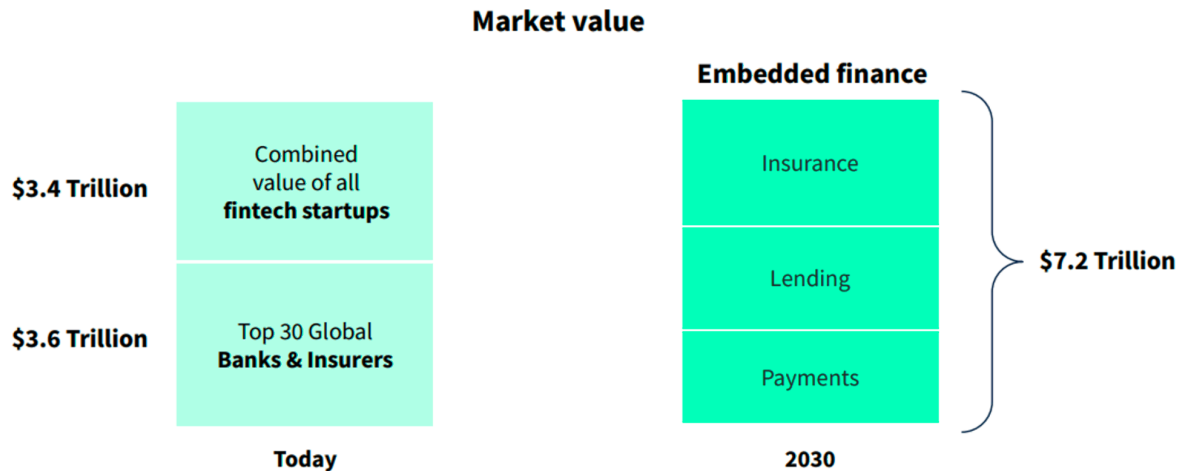 Market value
$3.4 Trillion
Combined
value of all
fintech startups
$3.6 Trillion
Top 30 Global
Banks & Insurers
Today
Embedded finance
Insurance
Lending
Payments
$7.2 Trillion
2030